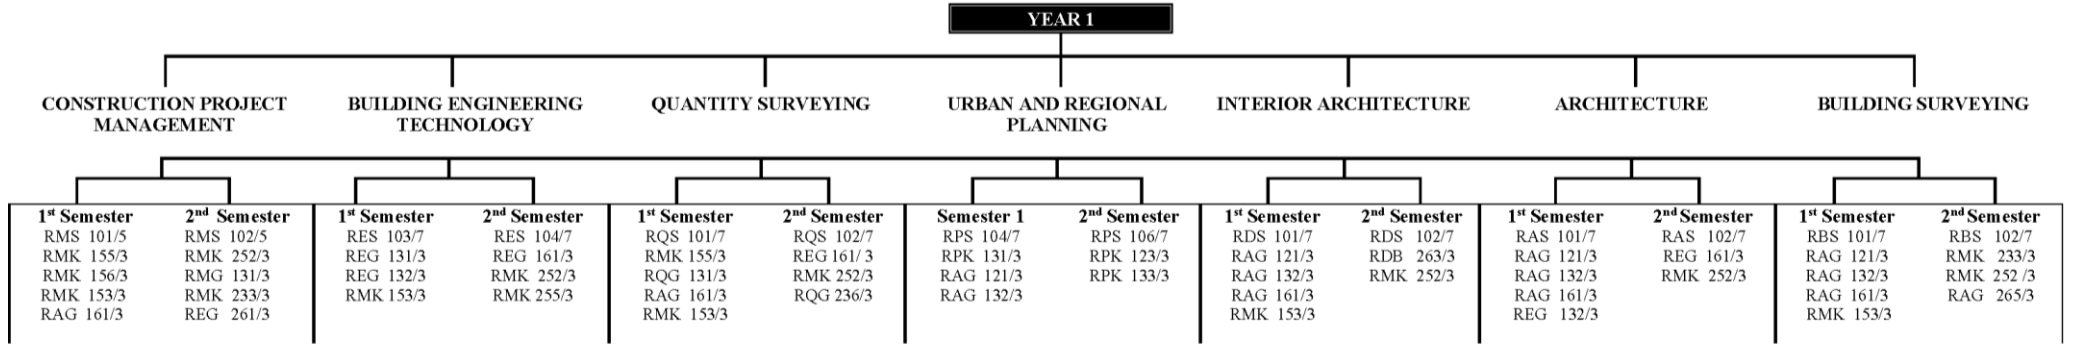 YEAR 1
CONSTRUCTION PROJECT
MANAGEMENT
BUILDING ENGINEERING
TECHNOLOGY
QUANTITY SURVEYING
URBAN AND REGIONAL
PLANNING
INTERIOR ARCHITECTURE
ARCHITECTURE
BUILDING SURVEYING
1st Semester
RMS 101/5
RMK 155/3
RMK 156/3
RMK 153/3
RAG 161/3
2nd Semester
RMS 102/5
RMK 252/3
RMG 131/3
RMK 233/3
REG 261/3
1st Semester
RES 103/7
REG 131/3
REG 132/3
RMK 153/3
2nd Semester
RES 104/7
REG 161/3
RMK 252/3
RMK 255/3
1st Semester
RQS 101/7
RMK 155/3
RQG 131/3
RAG 161/3
RMK 153/3
2nd Semester
RQS 102/7
REG 161/ 3
RMK 252/3
RQG 236/3
Semester 1
RPS 104/7
RPK 131/3
RAG 121/3
RAG 132/3
2nd Semester
RPS 106/7
RPK 123/3
RPK 133/3
1st Semester
RDS 101/7
RAG 121/3
RAG 132/3
RAG 161/3
RMK 153/3
2nd Semester
RDS 102/7
RDB 263/3
RMK 252/3
1st Semester
RAS 101/7
RAG 121/3
RAG 132/3
RAG 161/3
REG 132/3
2nd Semester
RAS 102/7
REG 161/3
RMK 252/3
1st Semester
RBS 101/7
RAG 121/3
RAG 132/3
RAG 161/3
RMK 153/3
2nd Semester
RBS 102/7
RMK 233/3
RMK 252 /3
RAG 265/3